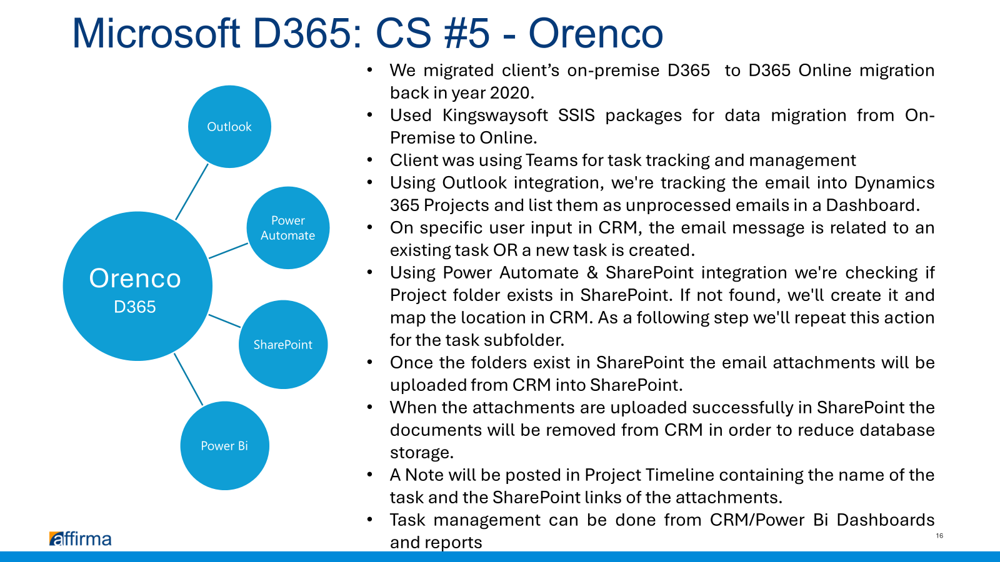 Microsoft D365: CS #5 - Orenco
Outlook
Power
Automate
Orenco
D365
SharePoint
Power Bi
• We migrated client’s on-premise D365  to D365 Online migration
back in year 2020.
• Used Kingswaysoft SSIS packages for data migration from On-
Premise to Online.
• Client was using Teams for task tracking and management
• Using Outlook integration, we're tracking the email into Dynamics
365 Projects and list them as unprocessed emails in a Dashboard.
• On specific user input in CRM, the email message is related to an
existing task OR a new task is created.
• Using Power Automate & SharePoint integration we're checking if
Project folder exists in SharePoint. If not found, we'll create it and
map the location in CRM. As a following step we'll repeat this action
for the task subfolder.
• Once the folders exist in SharePoint the email attachments will be
uploaded from CRM into SharePoint.
• When the attachments are uploaded successfully in SharePoint the
documents will be removed from CRM in order to reduce database
storage.
• A Note will be posted in Project Timeline containing the name of the
task and the SharePoint links of the attachments.
• Task management can be done from CRM/Power Bi Dashboards
and reports
affirma
16